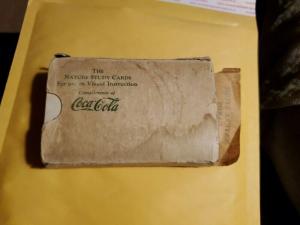 THE
NATURE STUDY CARDS
For use in Visual Instruction
Compliments of
Coca-Cola